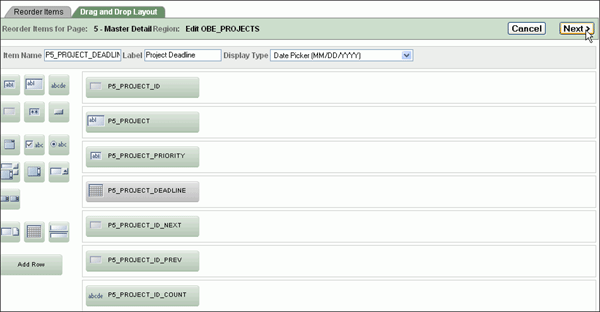 Reorder Items Drag and Drop Layout
Reorder Items for Page: 5 - Master Detail Region: Edit OBE_PROJECTS Cancel Next >
Item Name P5_PROJECT_DEADLIN Label Project Deadline Display Type Date Picker (MM/DD/YYYY)
abl abl abcde P5_PROJECT_ID
abl P5_PROJECT
abc abc abl P5_PROJECT_PRIORITY
P5_PROJECT_DEADLINE
P5_PROJECT_ID_NEXT
Add Row P5_PROJECT_ID_PREV
abcde P5_PROJECT_ID_COUNT